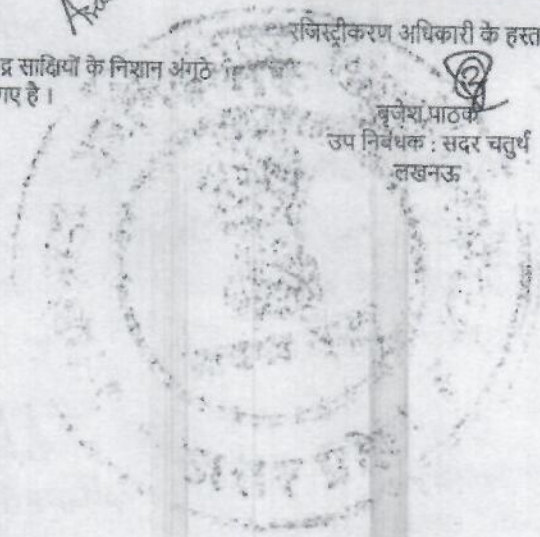 रजिस्ट्रीकरण अधिकारी के हस्त
द्र साक्षियों के निशान अंगूठे
गए है ।
बृजेश पाठक
उप निबंधक : सदर चतुर्थ
लखनऊ